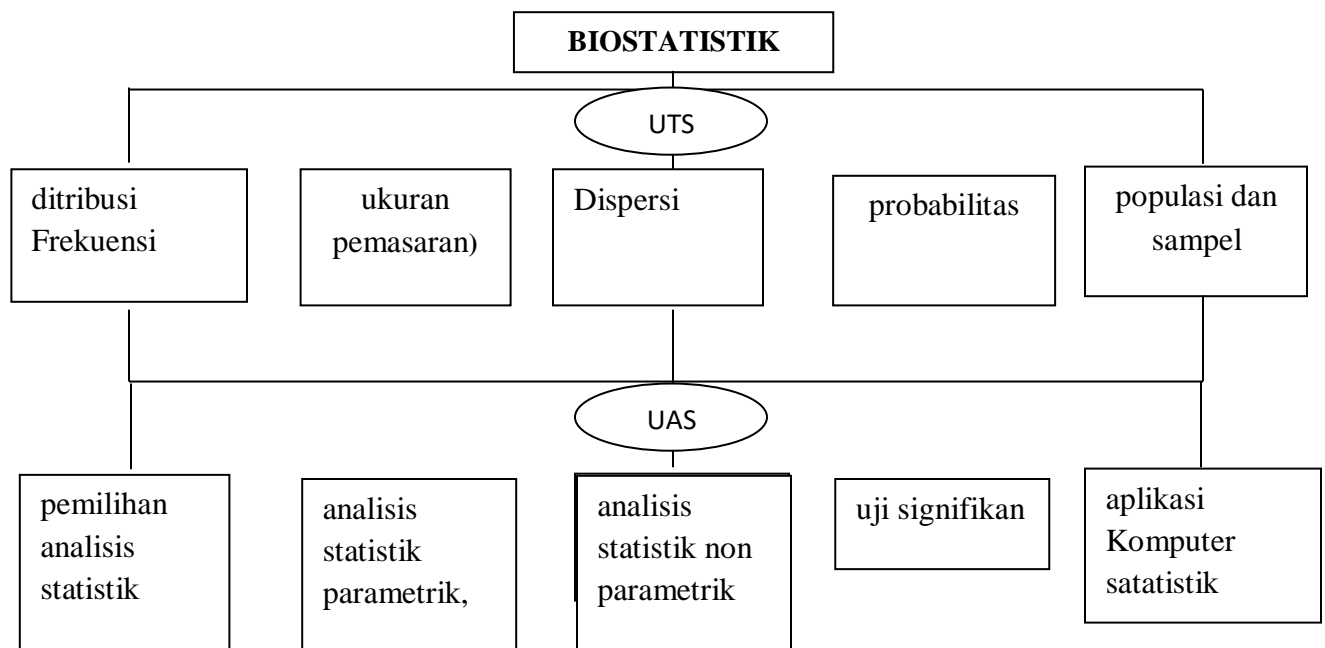 BIOSTATISTIK
UTS
ditribusi
Frekuensi
ukuran
pemasaran)
Dispersi
probabilitas
populasi dan
sampel
UAS
pemilihan
analisis
statistik
analisis
statistik
parametrik,
analisis
statistik non
parametrik
uji signifikan
aplikasi
Komputer
satatistik